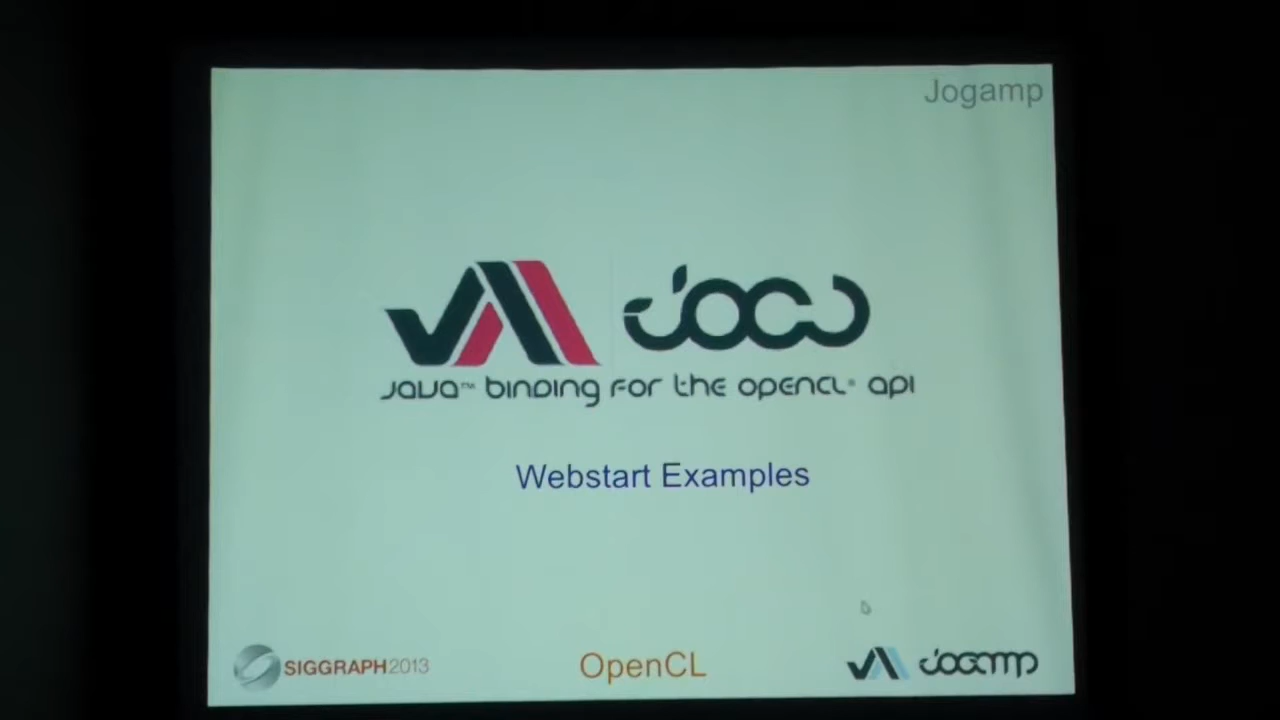 Jogamp
JOCL
Java™ Binding for the OpenCL® API
Webstart Examples
SIGGRAPH2013
OpenCL
JOGAMP